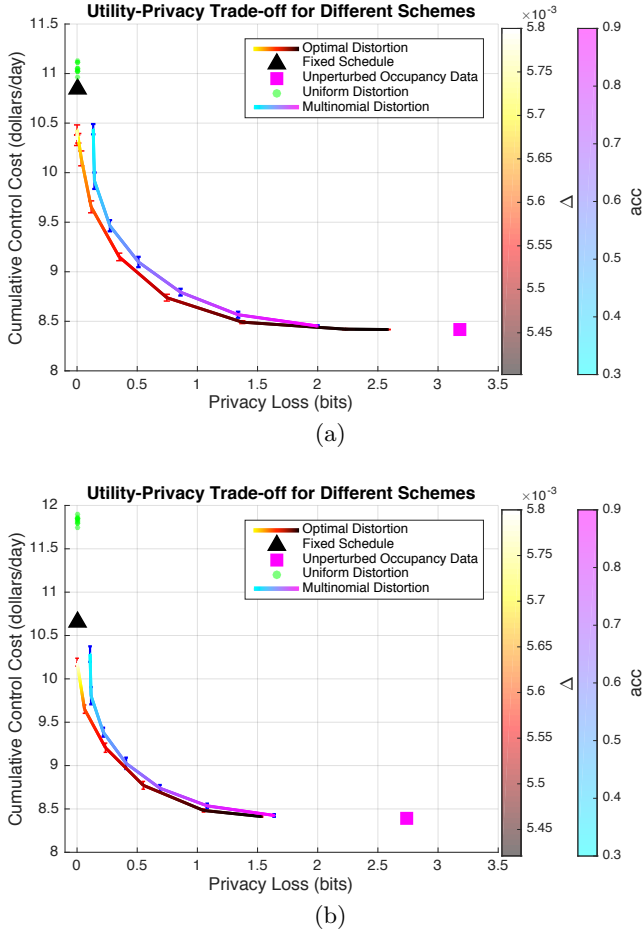 Utility-Privacy Trade-off for Different Schemes
11.5
11
10.5
10
9.5
9
8.5
8
Cumulative Control Cost (dollars/day)
Optimal Distortion
Fixed Schedule
Unperturbed Occupancy Data
Uniform Distortion
Multinomial Distortion
0 0.5 1 1.5 2 2.5 3 3.5
Privacy Loss (bits)
×10⁻³
5.8
5.75
5.7
5.65
5.6
5.55
5.5
5.45
Δ
0.9
0.8
0.7
0.6
0.5
0.4
0.3
acc
(a)
Utility-Privacy Trade-off for Different Schemes
12
11.5
11
10.5
10
9.5
9
8.5
8
Cumulative Control Cost (dollars/day)
Optimal Distortion
Fixed Schedule
Unperturbed Occupancy Data
Uniform Distortion
Multinomial Distortion
0 0.5 1 1.5 2 2.5 3 3.5
Privacy Loss (bits)
×10⁻³
5.8
5.75
5.7
5.65
5.6
5.55
5.5
5.45
Δ
0.9
0.8
0.7
0.6
0.5
0.4
0.3
acc
(b)